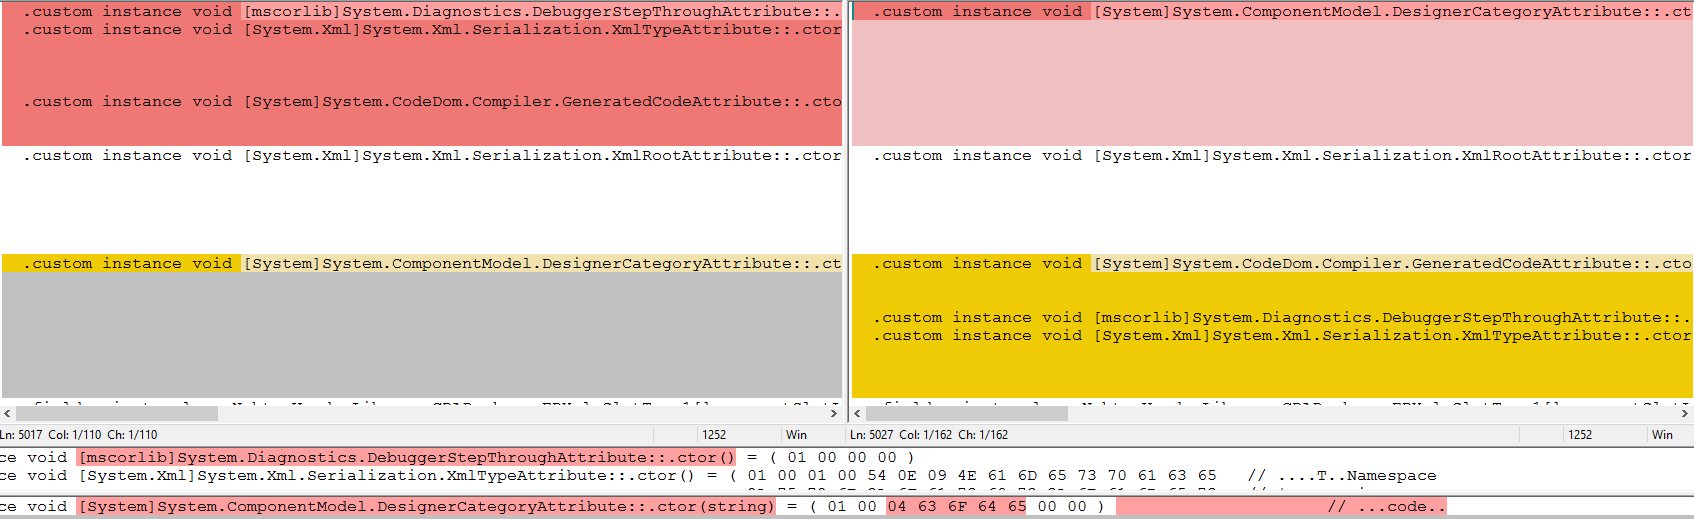 .custom instance void [mscorlib]System.Diagnostics.DebuggerStepThroughAttribute::.
.custom instance void [System.Xml]System.Xml.Serialization.XmlTypeAttribute::.ctor
.custom instance void [System]System.CodeDom.Compiler.GeneratedCodeAttribute::.cto
.custom instance void [System.Xml]System.Xml.Serialization.XmlRootAttribute::.ctor
.custom instance void [System]System.ComponentModel.DesignerCategoryAttribute::.ct
Ln: 5017 Col: 1/110 Ch: 1/110
1252
Win
.custom instance void [System]System.ComponentModel.DesignerCategoryAttribute::.ct
.custom instance void [System.Xml]System.Xml.Serialization.XmlRootAttribute::.ctor
.custom instance void [System]System.CodeDom.Compiler.GeneratedCodeAttribute::.cto
.custom instance void [mscorlib]System.Diagnostics.DebuggerStepThroughAttribute::.
.custom instance void [System.Xml]System.Xml.Serialization.XmlTypeAttribute::.ctor
Ln: 5027 Col: 1/162 Ch: 1/162
1252
Win
ce void [mscorlib]System.Diagnostics.DebuggerStepThroughAttribute::.ctor() = ( 01 00 00 00 )
ce void [System.Xml]System.Xml.Serialization.XmlTypeAttribute::.ctor() = ( 01 00 01 00 54 0E 09 4E 61 6D 65 73 70 61 63 65 // ....T..Namespace
ce void [System]System.ComponentModel.DesignerCategoryAttribute::.ctor(string) = ( 01 00 04 63 6F 64 65 00 00 ) // ...code..